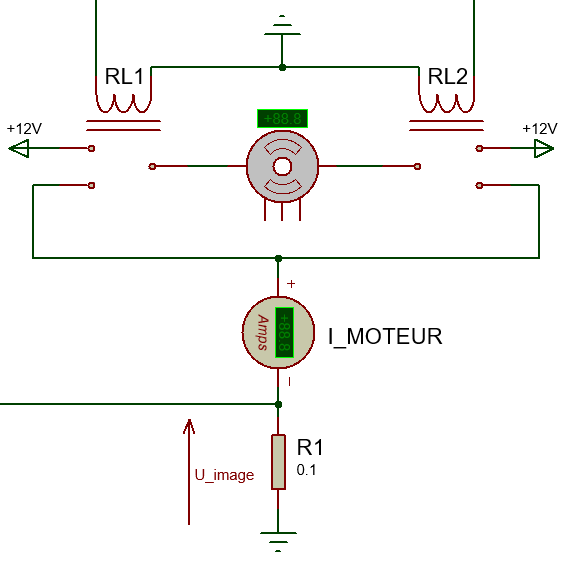 RL1
RL2
+88.8
+12V
+12V
+
+88.8
Amps
I_MOTEUR
R1
0.1
U_image